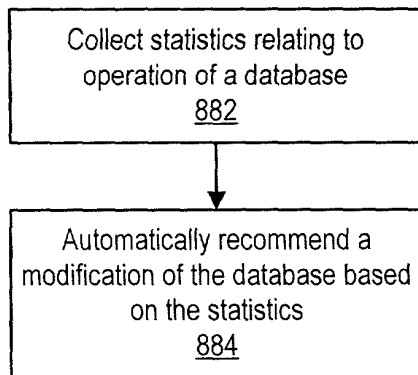 Collect statistics relating to
operation of a database
882
Automatically recommend a
modification of the database based
on the statistics
884